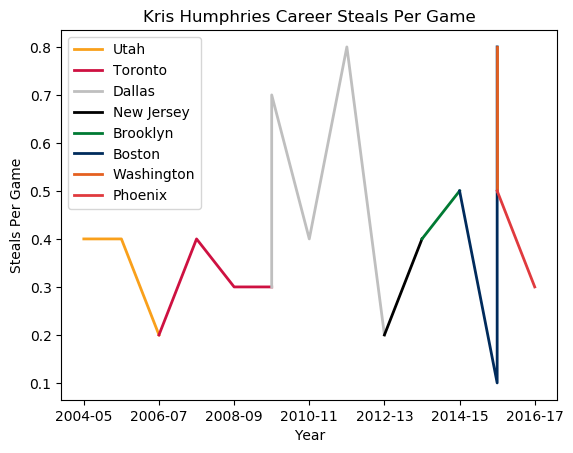 Kris Humphries Career Steals Per Game
Utah
Toronto
Dallas
New Jersey
Brooklyn
Boston
Washington
Phoenix
Steals Per Game
0.8
0.7
0.6
0.5
0.4
0.3
0.2
0.1
2004-05 2006-07 2008-09 2010-11 2012-13 2014-15 2016-17
Year